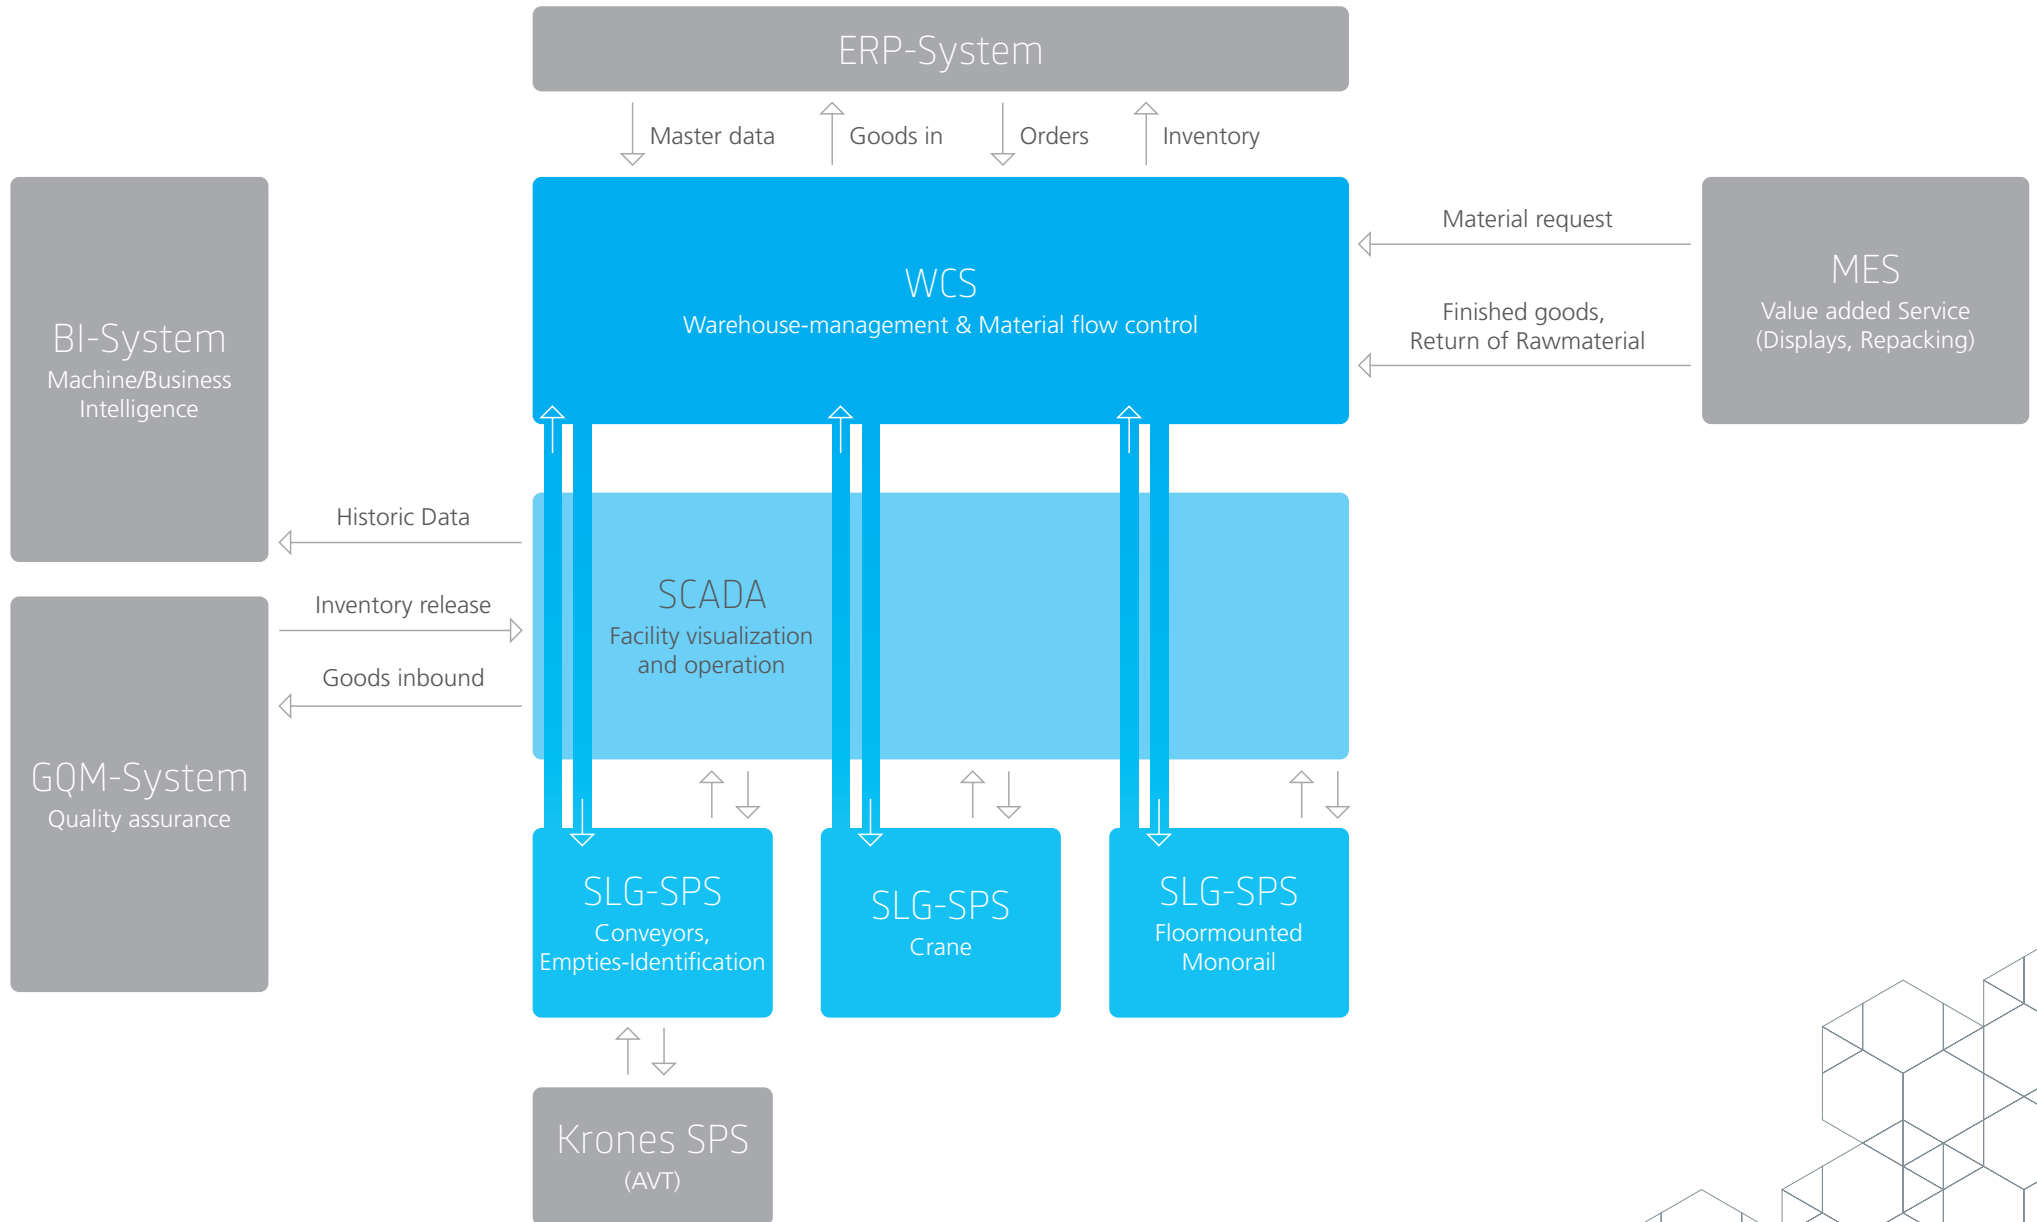 ERP-System
Master data
Goods in
Orders
Inventory
BI-System
Machine/Business
Intelligence
WCS
Warehouse-management & Material flow control
Material request
Finished goods,
Return of Rawmaterial
MES
Value added Service
(Displays, Repacking)
Historic Data
Inventory release
Goods inbound
SCADA
Facility visualization
and operation
GQM-System
Quality assurance
SLG-SPS
Conveyors,
Empties-Identification
SLG-SPS
Crane
SLG-SPS
Floormounted
Monorail
Krones SPS
(AVT)